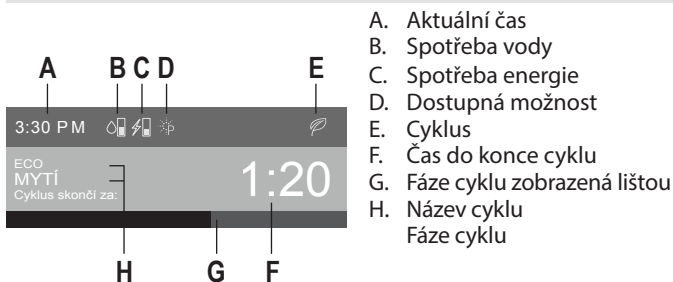 A B C D E
3:30 PM
ECO
MYTÍ
Cyklus skončí za:
1:20
H G F
A. Aktuální čas
B. Spotřeba vody
C. Spotřeba energie
D. Dostupná možnost
E. Cyklus
F. Čas do konce cyklu
G. Fáze cyklu zobrazená lištou
H. Název cyklu
Fáze cyklu